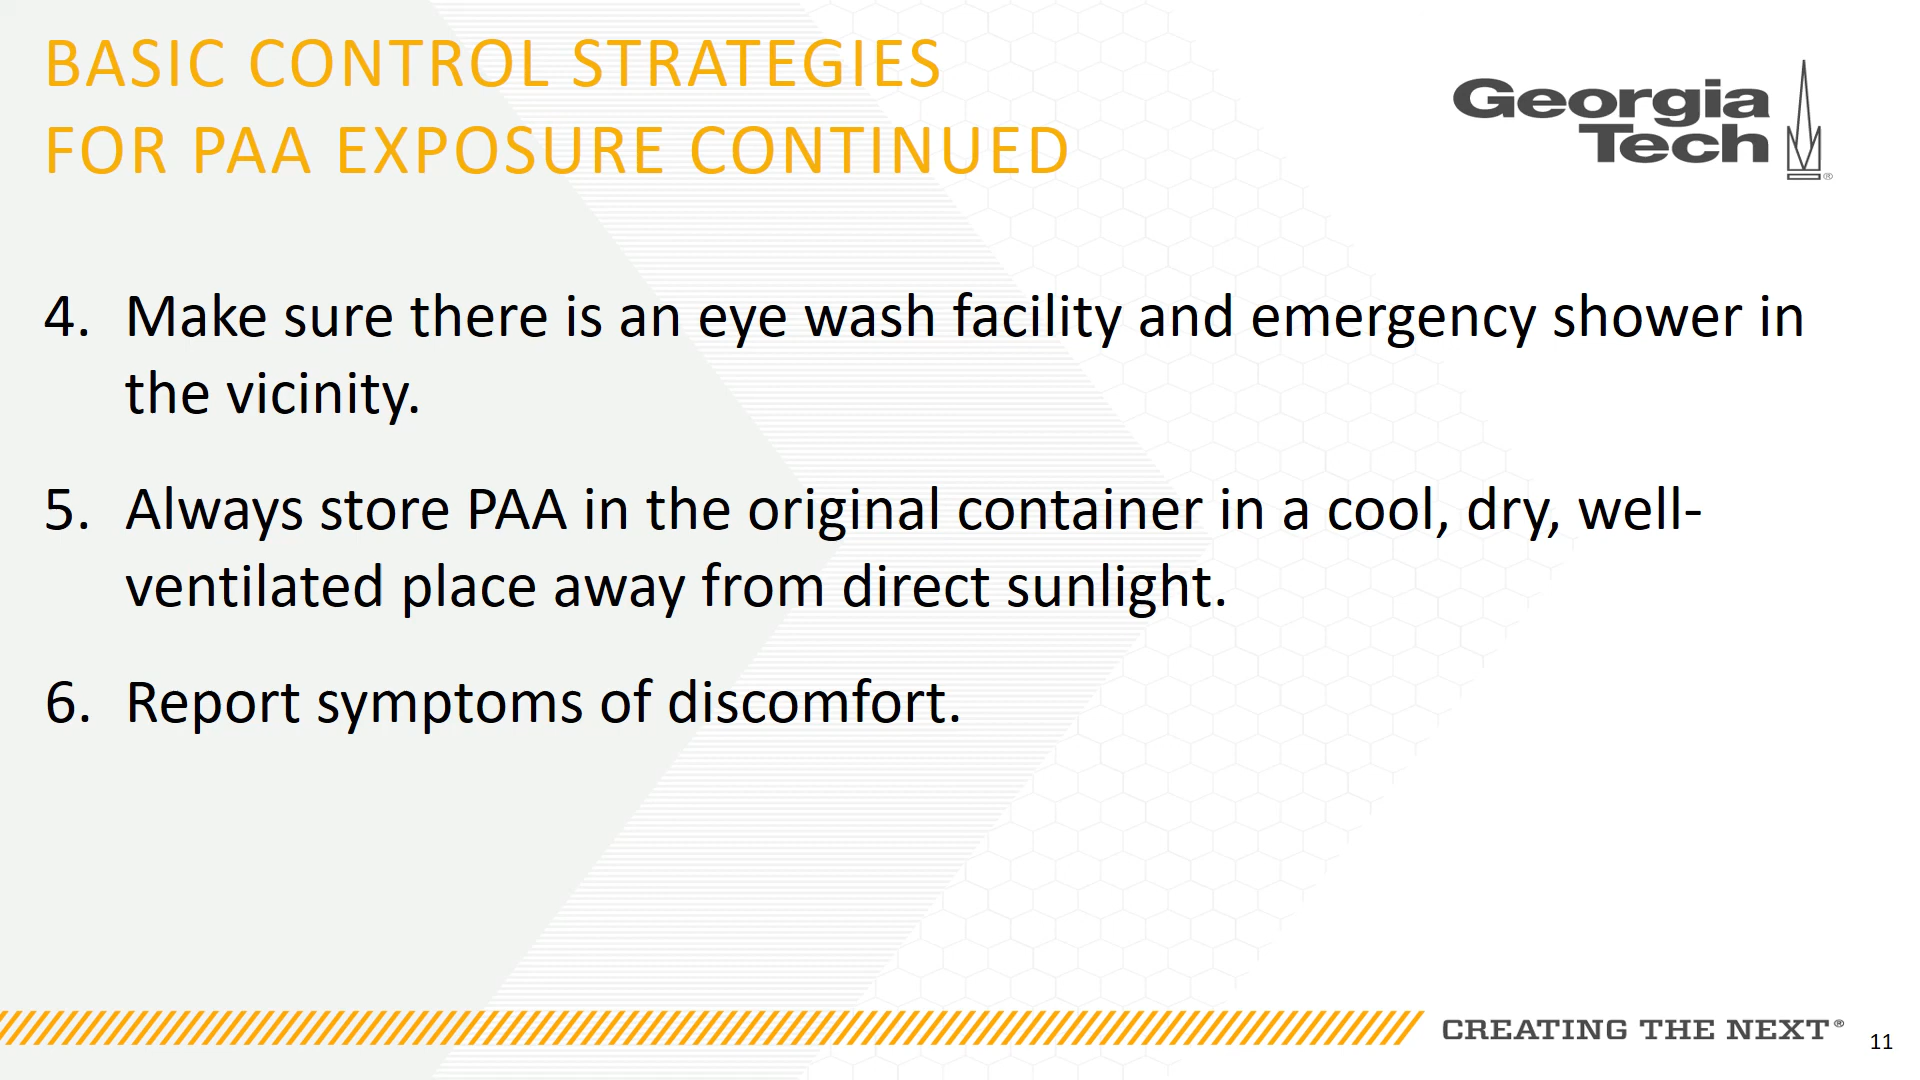 BASIC CONTROL STRATEGIES
FOR PAA EXPOSURE CONTINUED
Georgia
Tech
®
4. Make sure there is an eye wash facility and emergency shower in
the vicinity.
5. Always store PAA in the original container in a cool, dry, well-
ventilated place away from direct sunlight.
6. Report symptoms of discomfort.
CREATING THE NEXT®
11